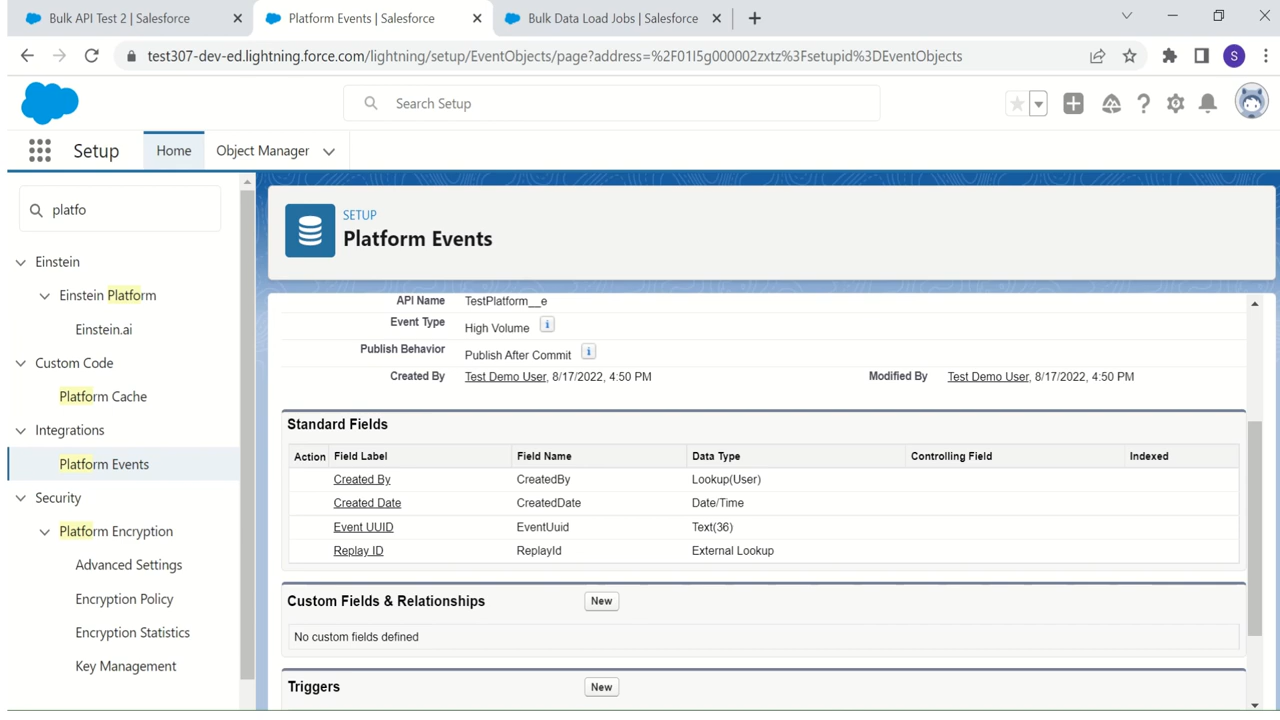 Bulk API Test 2 | Salesforce
Platform Events | Salesforce
Bulk Data Load Jobs | Salesforce
test307-dev-ed.lightning.force.com/lightning/setup/EventObjects/page?address=%2F01I5g000002zxtz%3Fsetupid%3DEventObjects
S
Search Setup
Setup
Home
Object Manager
platfo
Einstein
Einstein Platform
Einstein.ai
Custom Code
Platform Cache
Integrations
Platform Events
Security
Platform Encryption
Advanced Settings
Encryption Policy
Encryption Statistics
Key Management
SETUP
Platform Events
API Name TestPlatform__e
Event Type High Volume i
Publish Behavior Publish After Commit i
Created By Test Demo User, 8/17/2022, 4:50 PM Modified By Test Demo User, 8/17/2022, 4:50 PM
Standard Fields
Action Field Label Field Name Data Type Controlling Field Indexed
Created By CreatedBy Lookup(User)
Created Date CreatedDate Date/Time
Event UUID EventUuid Text(36)
Replay ID ReplayId External Lookup
Custom Fields & Relationships New
No custom fields defined
Triggers New